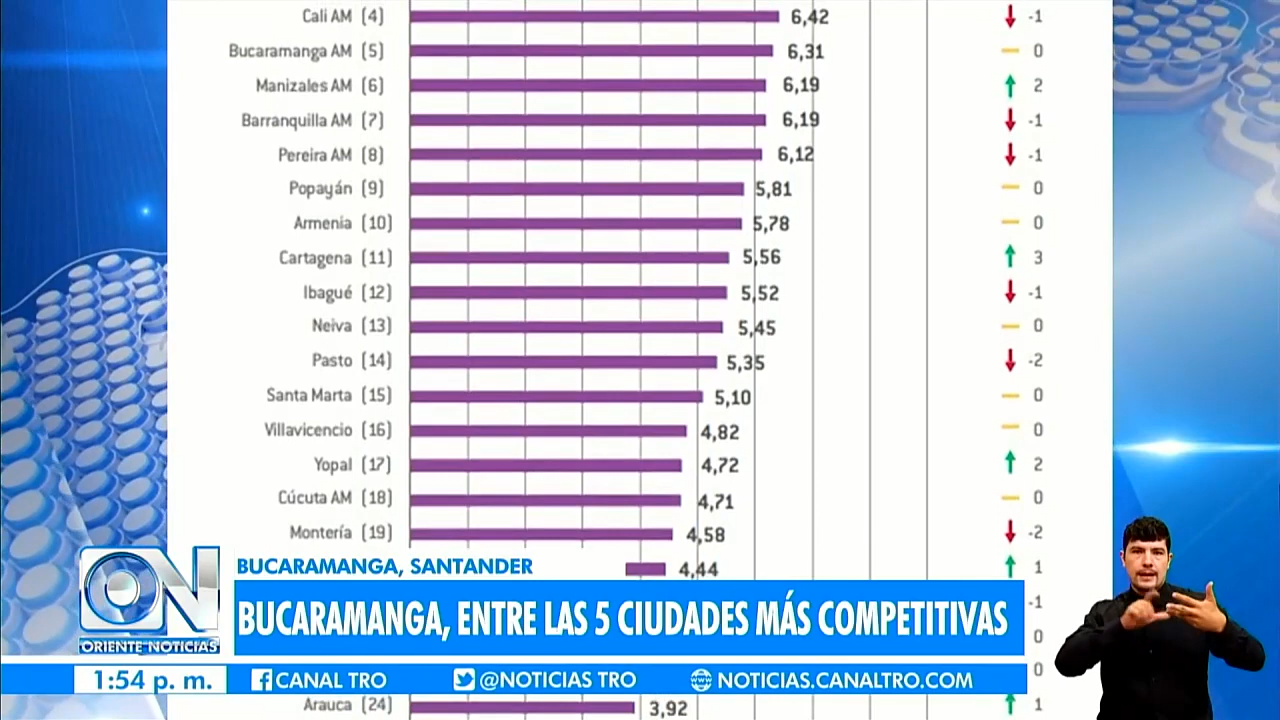 Cali AM (4) 6,42 -1
Bucaramanga AM (5) 6,31 0
Manizales AM (6) 6,19 2
Barranquilla AM (7) 6,19 -1
Pereira AM (8) 6,12 -1
Popayán (9) 5,81 0
Armenia (10) 5,78 0
Cartagena (11) 5,56 3
Ibagué (12) 5,52 -1
Neiva (13) 5,45 0
Pasto (14) 5,35 -2
Santa Marta (15) 5,10 0
Villavicencio (16) 4,82 0
Yopal (17) 4,72 2
Cúcuta AM (18) 4,71 0
Montería (19) 4,58 -2
4,44 1
-1
0
0
Arauca (24) 3,92 1
ON
ORIENTE NOTICIAS
BUCARAMANGA, SANTANDER
BUCARAMANGA, ENTRE LAS 5 CIUDADES MÁS COMPETITIVAS
1:54 p. m. CANAL TRO @NOTICIAS TRO NOTICIAS.CANALTRO.COM